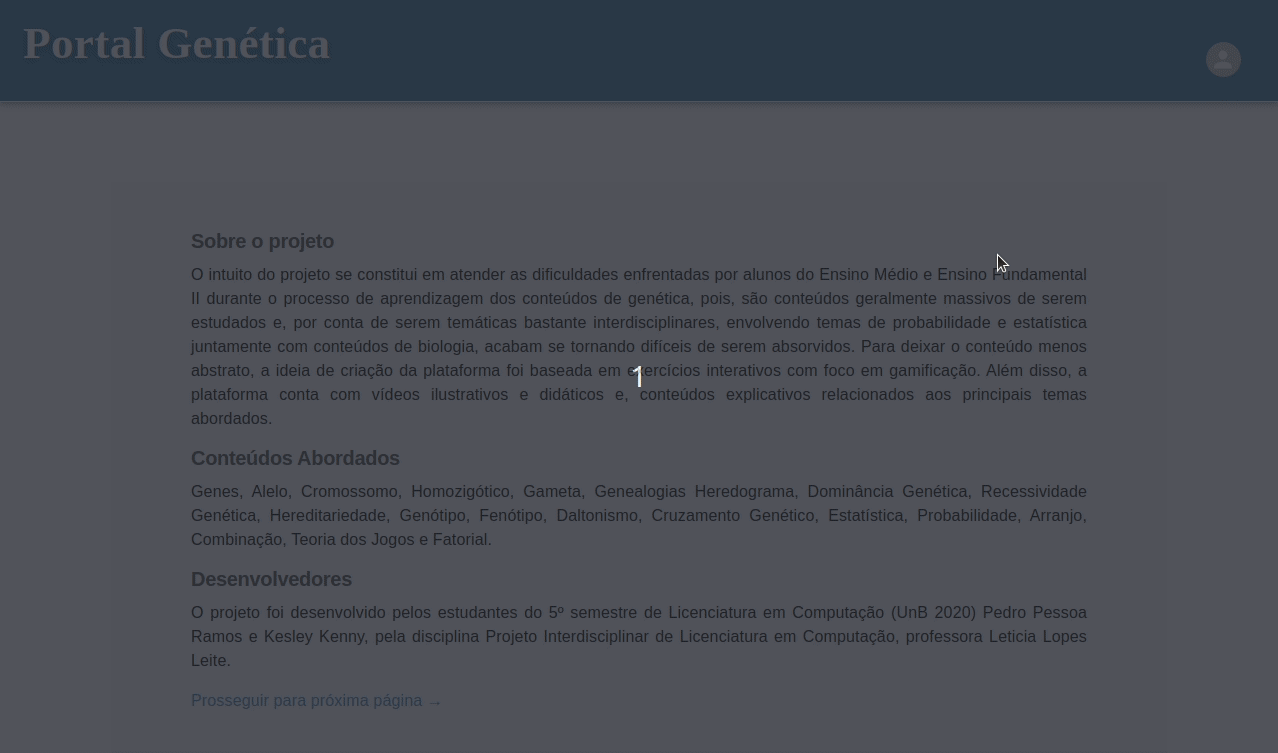 Portal Genética
Sobre o projeto
O intuito do projeto se constitui em atender as dificuldades enfrentadas por alunos do Ensino Médio e Ensino Fundamental
II durante o processo de aprendizagem dos conteúdos de genética, pois, são conteúdos geralmente massivos de serem
estudados e, por conta de serem temáticas bastante interdisciplinares, envolvendo temas de probabilidade e estatística
juntamente com conteúdos de biologia, acabam se tornando difíceis de serem absorvidos. Para deixar o conteúdo menos
abstrato, a ideia de criação da plataforma foi baseada em exercícios interativos com foco em gamificação. Além disso, a
1
plataforma conta com vídeos ilustrativos e didáticos e, conteúdos explicativos relacionados aos principais temas
abordados.
Conteúdos Abordados
Genes, Alelo, Cromossomo, Homozigótico, Gameta, Genealogias Heredograma, Dominância Genética, Recessividade
Genética, Hereditariedade, Genótipo, Fenótipo, Daltonismo, Cruzamento Genético, Estatística, Probabilidade, Arranjo,
Combinação, Teoria dos Jogos e Fatorial.
Desenvolvedores
O projeto foi desenvolvido pelos estudantes do 5º semestre de Licenciatura em Computação (UnB 2020) Pedro Pessoa
Ramos e Kesley Kenny, pela disciplina Projeto Interdisciplinar de Licenciatura em Computação, professora Leticia Lopes
Leite.
Prosseguir para próxima página →